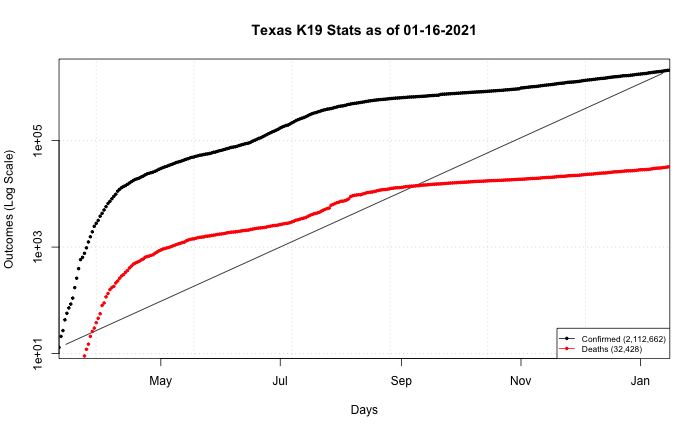 Texas K19 Stats as of 01-16-2021
Outcomes (Log Scale)
1e+05
1e+03
1e+01
Confirmed (2,112,662)
Deaths (32,428)
May Jul Sep Nov Jan
Days